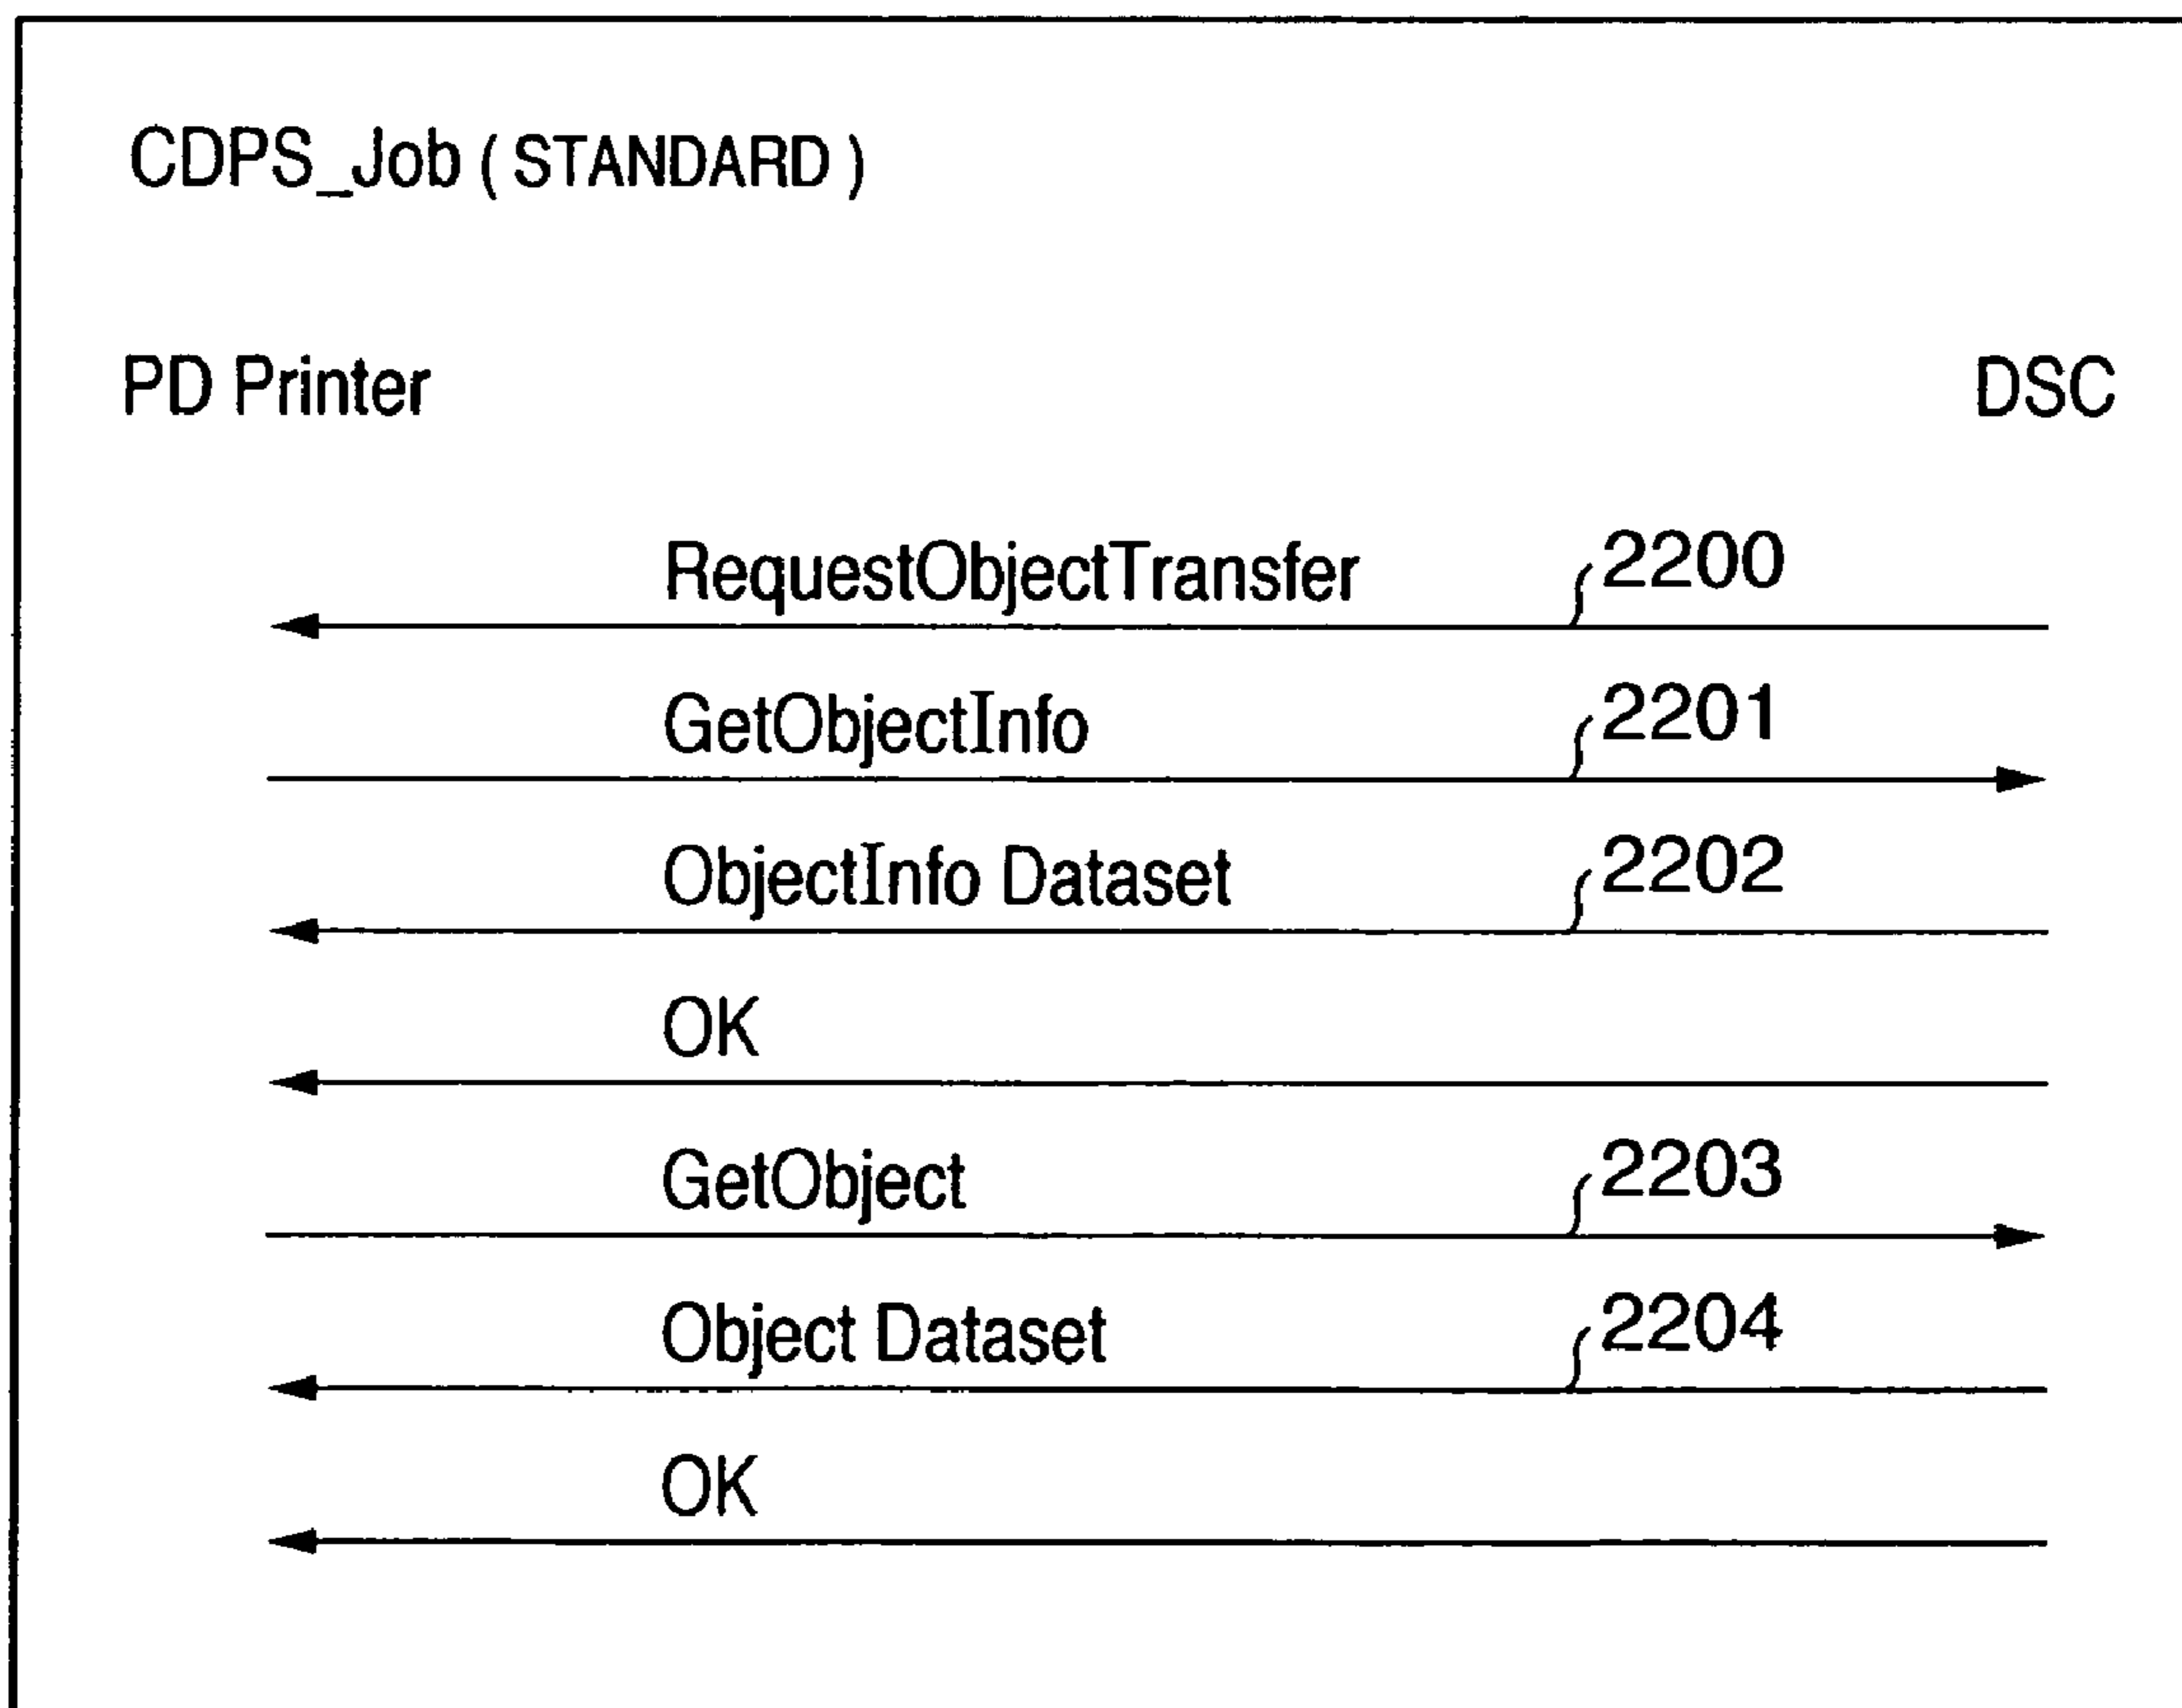 CDPS_Job ( STANDARD )
PD Printer DSC
RequestObjectTransfer 2200
GetObjectInfo 2201
ObjectInfo Dataset 2202
OK
GetObject 2203
Object Dataset 2204
OK